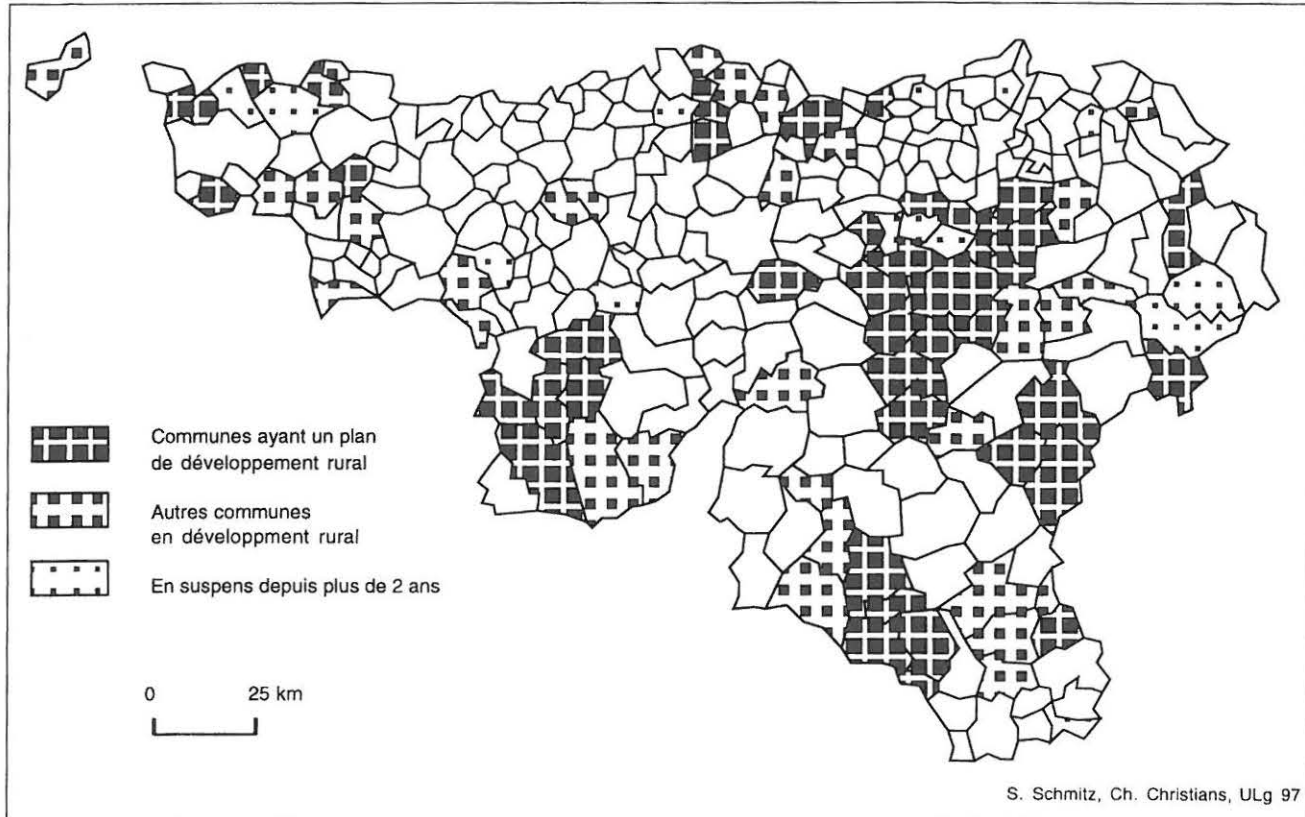 Communes ayant un plan
de développement rural
Autres communes
en développment rural
En suspens depuis plus de 2 ans
0 25 km
S. Schmitz, Ch. Christians, ULg 97